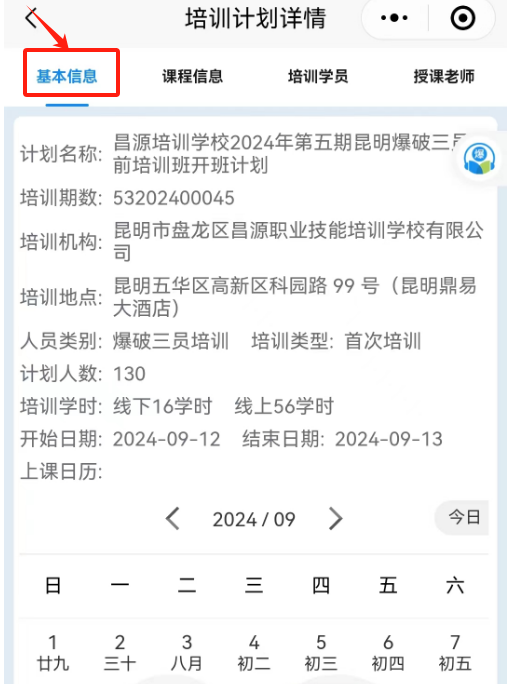 培训计划详情
基本信息 课程信息 培训学员 授课老师
计划名称: 昌源培训学校2024年第五期昆明爆破三员
前培训班开班计划
爆
培训期数: 53202400045
培训机构: 昆明市盘龙区昌源职业技能培训学校有限公
司
培训地点: 昆明五华区高新区科园路 99 号（昆明鼎易
大酒店）
人员类别: 爆破三员培训 培训类型: 首次培训
计划人数: 130
培训学时: 线下16学时 线上56学时
开始日期: 2024-09-12 结束日期: 2024-09-13
上课日历:
2024 / 09 今日
日 一 二 三 四 五 六
1 2 3 4 5 6 7
廿九 三十 八月 初二 初三 初四 初五